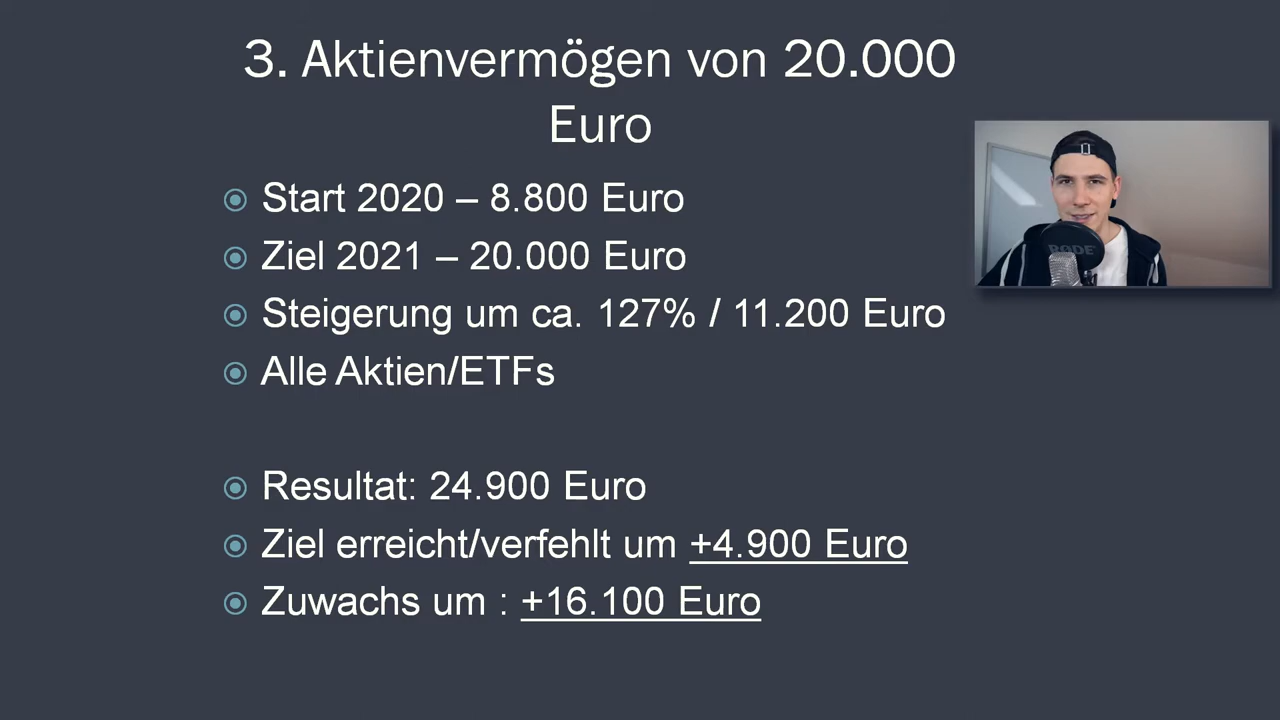 3. Aktienvermögen von 20.000
Euro
Start 2020 – 8.800 Euro
Ziel 2021 – 20.000 Euro
Steigerung um ca. 127% / 11.200 Euro
Alle Aktien/ETFs
Resultat: 24.900 Euro
Ziel erreicht/verfehlt um +4.900 Euro
Zuwachs um : +16.100 Euro
RØDE